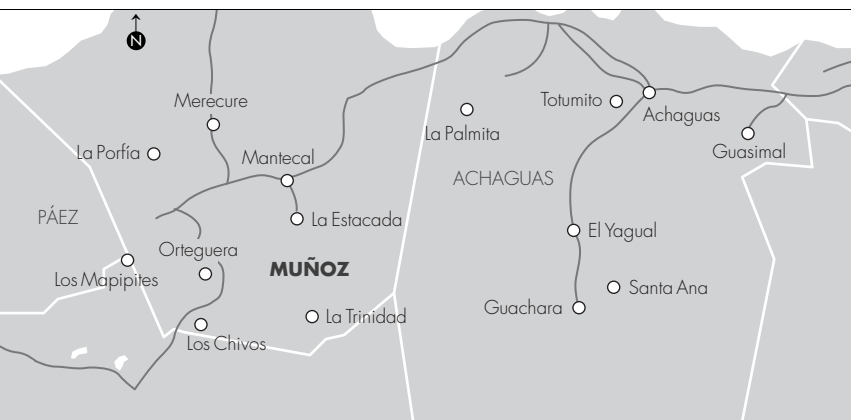 N
Merecure
Totumito
Achaguas
La Palmita
La Porfía
Mantecal
Guasimal
ACHAGUAS
PÁEZ
La Estacada
El Yagual
Orteguera
MUÑOZ
Los Mapipites
Santa Ana
Guachara
La Trinidad
Los Chivos